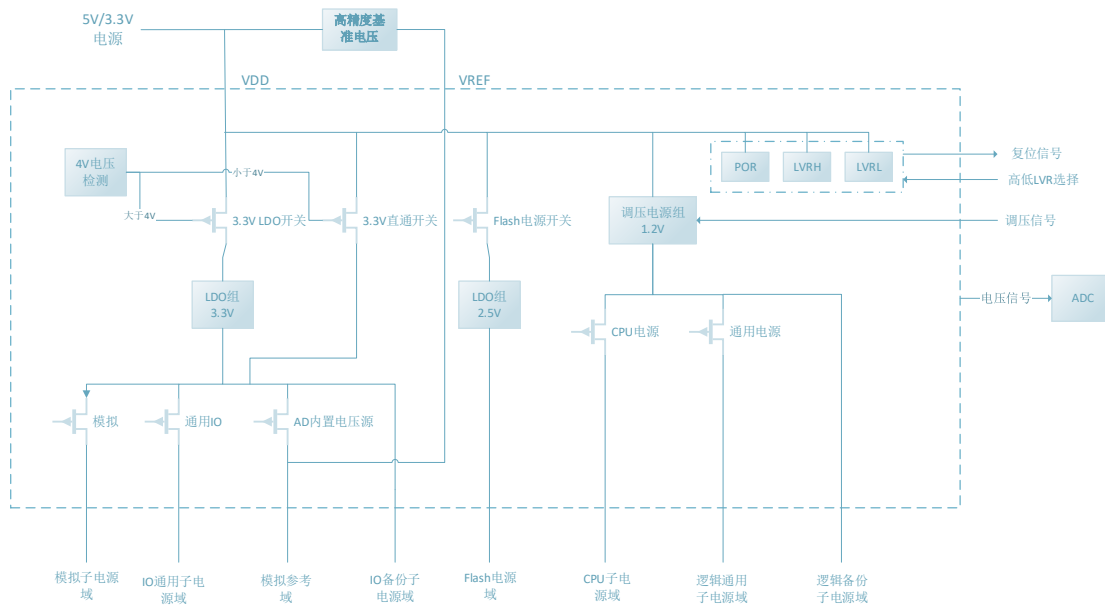 5V/3.3V
电源
高精度基
准电压
VDD
VREF
4V电压
检测
小于4V
大于4V
3.3V LDO开关
3.3V直通开关
Flash电源开关
POR
LVRH
LVRL
复位信号
高低LVR选择
调压电源组
1.2V
调压信号
LDO组
3.3V
LDO组
2.5V
电压信号
ADC
CPU电源
通用电源
模拟
通用IO
AD内置电压源
模拟子电源
域
IO通用子电
源域
模拟参考
域
IO备份子
电源域
Flash电源
域
CPU子电
源域
逻辑通用
子电源域
逻辑备份
子电源域